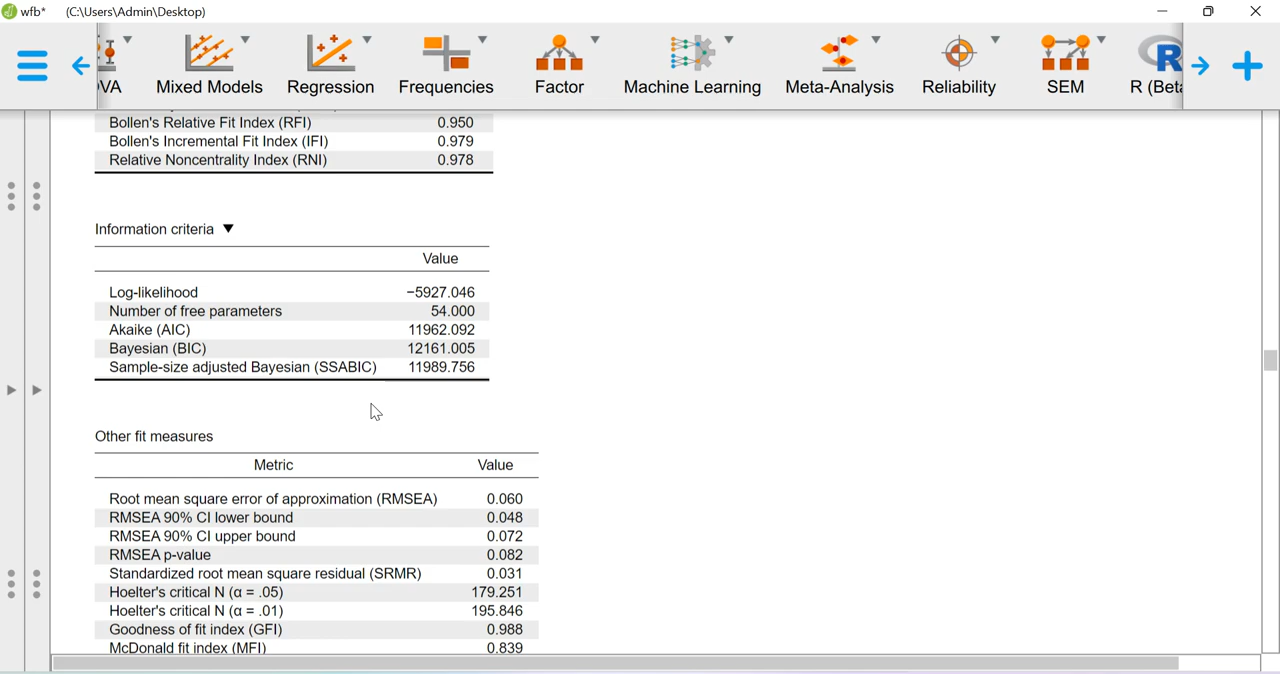 wfb* (C:\Users\Admin\Desktop)
VA Mixed Models Regression Frequencies Factor Machine Learning Meta-Analysis Reliability SEM R (Beta
Bollen's Relative Fit Index (RFI) 0.950
Bollen's Incremental Fit Index (IFI) 0.979
Relative Noncentrality Index (RNI) 0.978
Information criteria ▼
Value
Log-likelihood −5927.046
Number of free parameters 54.000
Akaike (AIC) 11962.092
Bayesian (BIC) 12161.005
Sample-size adjusted Bayesian (SSABIC) 11989.756
Other fit measures
Metric Value
Root mean square error of approximation (RMSEA) 0.060
RMSEA 90% CI lower bound 0.048
RMSEA 90% CI upper bound 0.072
RMSEA p-value 0.082
Standardized root mean square residual (SRMR) 0.031
Hoelter's critical N (α = .05) 179.251
Hoelter's critical N (α = .01) 195.846
Goodness of fit index (GFI) 0.988
McDonald fit index (MFI) 0.839